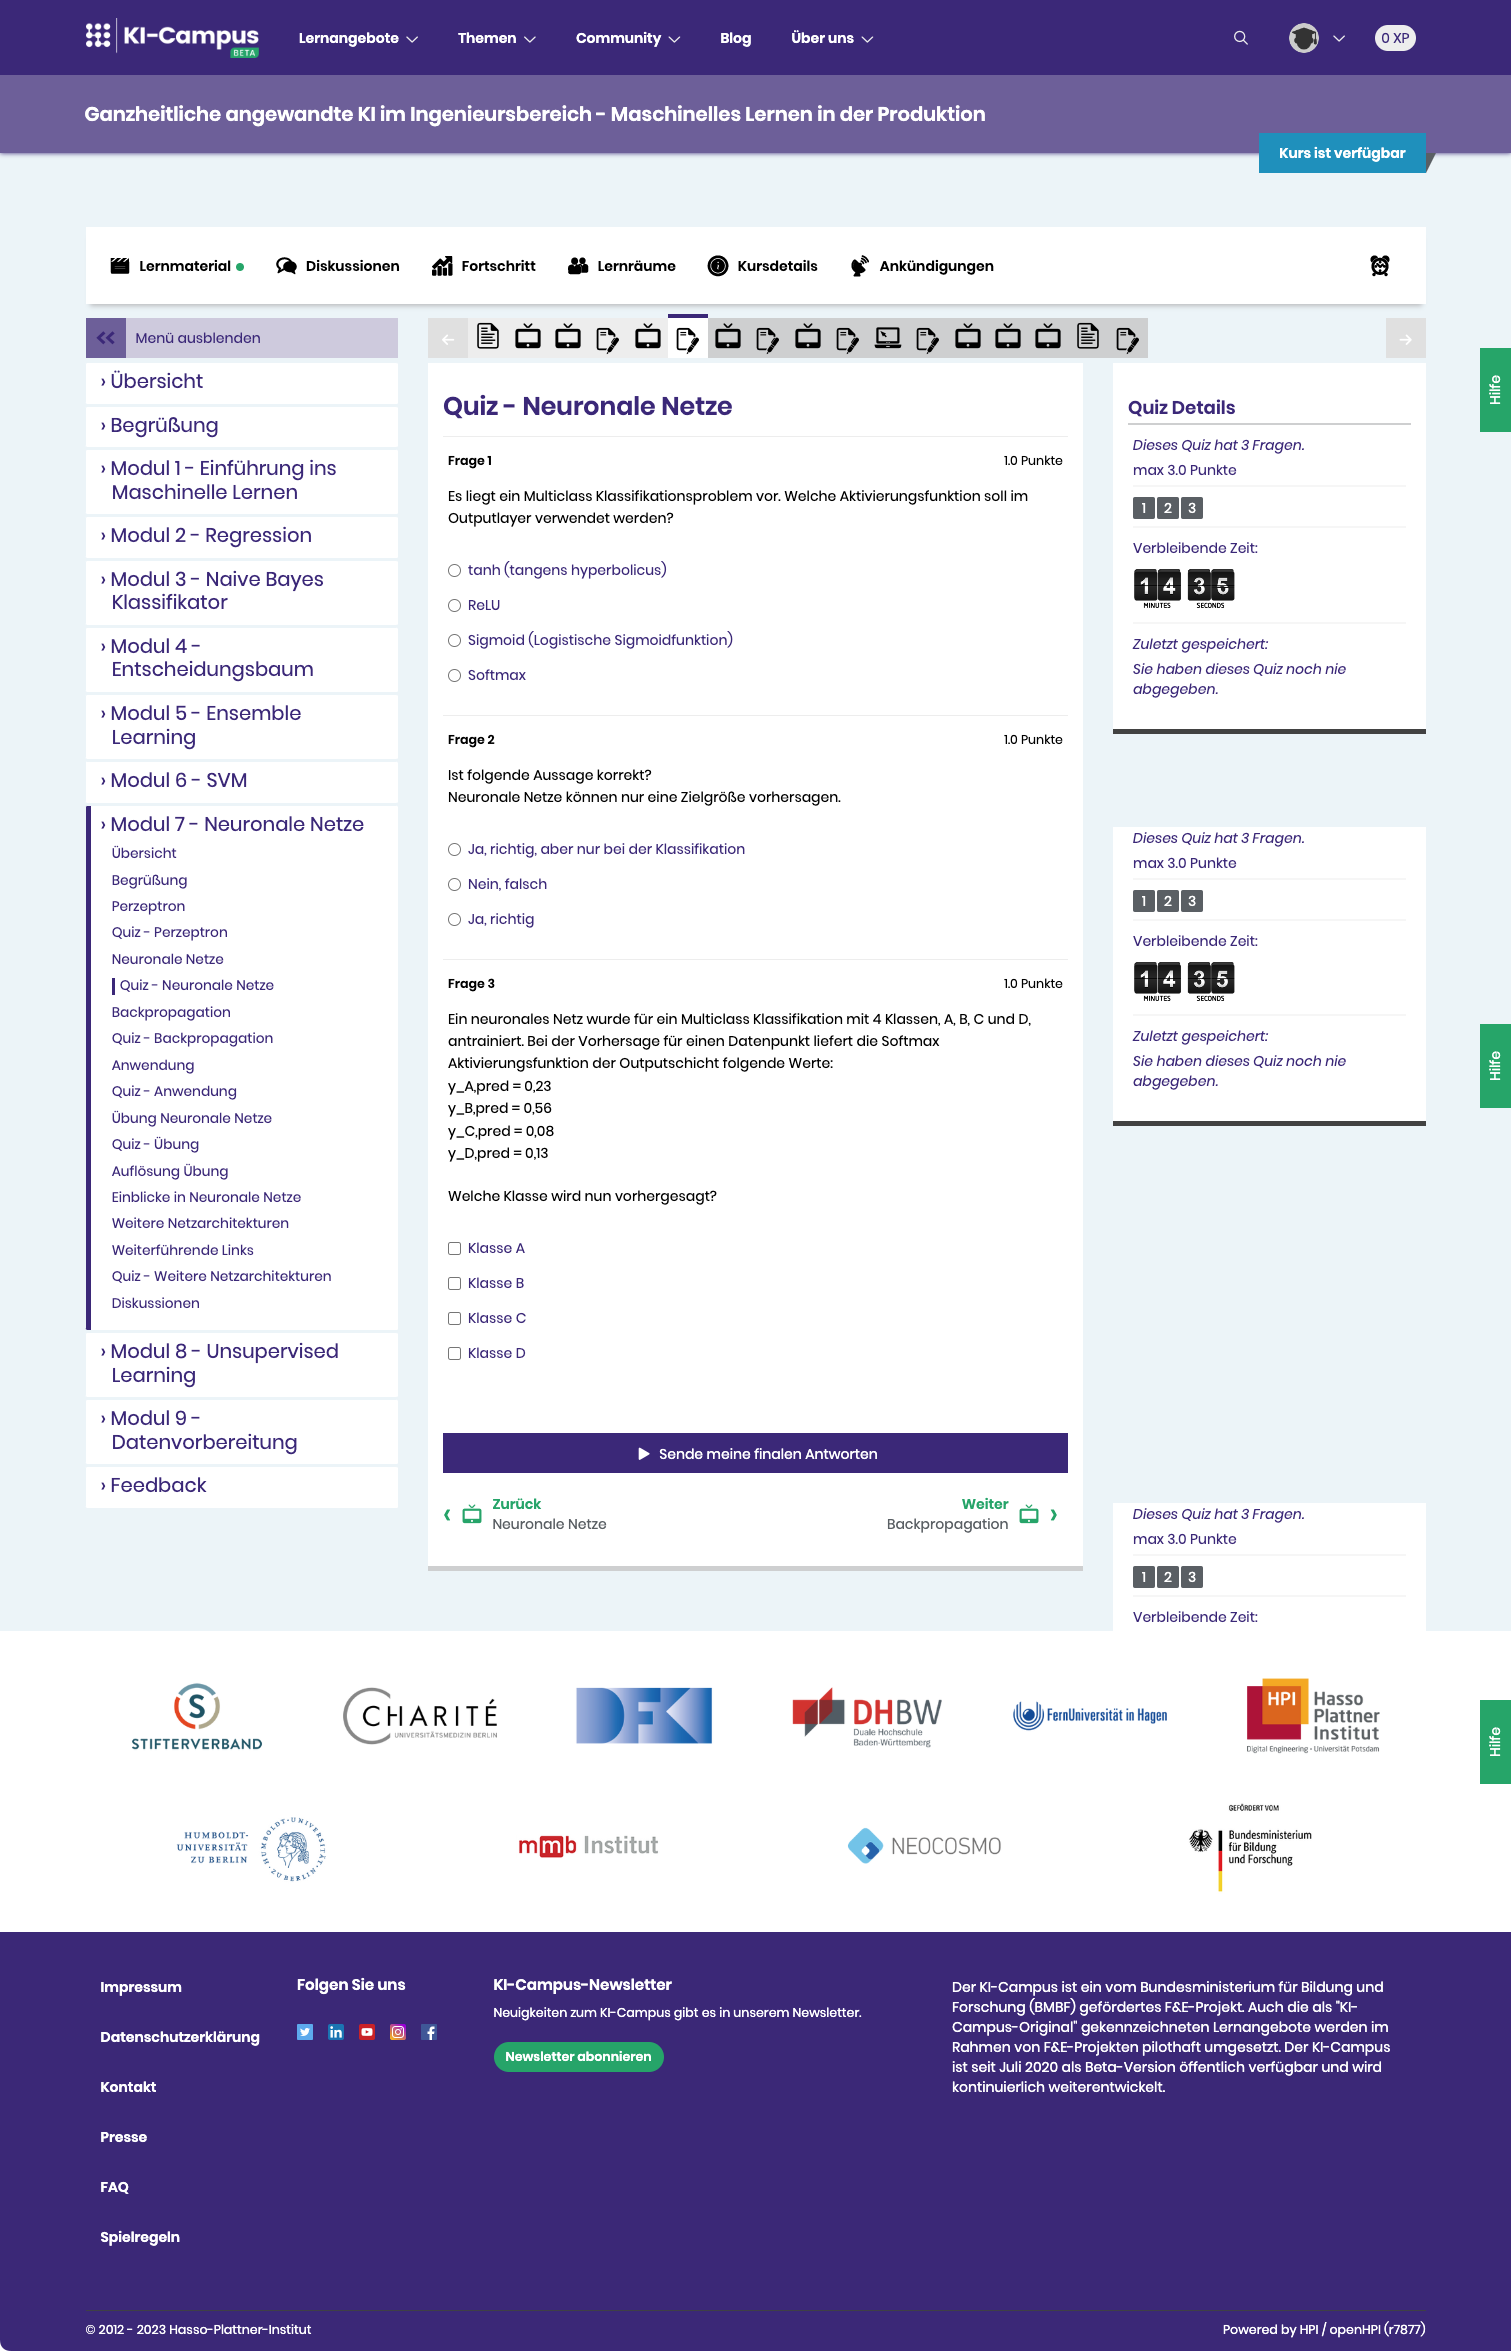 KI-Campus
BETA
Lernangebote
Themen
Community
Blog
Über uns
0 XP
Ganzheitliche angewandte KI im Ingenieursbereich - Maschinelles Lernen in der Produktion
Kurs ist verfügbar
Lernmaterial
Diskussionen
Fortschritt
Lernräume
Kursdetails
Ankündigungen
Menü ausblenden
› Übersicht
› Begrüßung
› Modul 1 - Einführung ins
Maschinelle Lernen
› Modul 2 - Regression
› Modul 3 - Naive Bayes
Klassifikator
› Modul 4 -
Entscheidungsbaum
› Modul 5 - Ensemble
Learning
› Modul 6 - SVM
› Modul 7 - Neuronale Netze
Übersicht
Begrüßung
Perzeptron
Quiz - Perzeptron
Neuronale Netze
Quiz - Neuronale Netze
Backpropagation
Quiz - Backpropagation
Anwendung
Quiz - Anwendung
Übung Neuronale Netze
Quiz - Übung
Auflösung Übung
Einblicke in Neuronale Netze
Weitere Netzarchitekturen
Weiterführende Links
Quiz - Weitere Netzarchitekturen
Diskussionen
› Modul 8 - Unsupervised
Learning
› Modul 9 -
Datenvorbereitung
› Feedback
Quiz - Neuronale Netze
Frage 1
1.0 Punkte
Es liegt ein Multiclass Klassifikationsproblem vor. Welche Aktivierungsfunktion soll im
Outputlayer verwendet werden?
tanh (tangens hyperbolicus)
ReLU
Sigmoid (Logistische Sigmoidfunktion)
Softmax
Frage 2
1.0 Punkte
Ist folgende Aussage korrekt?
Neuronale Netze können nur eine Zielgröße vorhersagen.
Ja, richtig, aber nur bei der Klassifikation
Nein, falsch
Ja, richtig
Frage 3
1.0 Punkte
Ein neuronales Netz wurde für ein Multiclass Klassifikation mit 4 Klassen, A, B, C und D,
antrainiert. Bei der Vorhersage für einen Datenpunkt liefert die Softmax
Aktivierungsfunktion der Outputschicht folgende Werte:
y_A,pred = 0,23
y_B,pred = 0,56
y_C,pred = 0,08
y_D,pred = 0,13
Welche Klasse wird nun vorhergesagt?
Klasse A
Klasse B
Klasse C
Klasse D
Sende meine finalen Antworten
Zurück
Neuronale Netze
Weiter
Backpropagation
Quiz Details
Dieses Quiz hat 3 Fragen.
max 3.0 Punkte
1 2 3
Verbleibende Zeit:
14 35
MINUTES SECONDS
Zuletzt gespeichert:
Sie haben dieses Quiz noch nie
abgegeben.
Hilfe
Dieses Quiz hat 3 Fragen.
max 3.0 Punkte
1 2 3
Verbleibende Zeit:
14 35
MINUTES SECONDS
Zuletzt gespeichert:
Sie haben dieses Quiz noch nie
abgegeben.
Hilfe
Dieses Quiz hat 3 Fragen.
max 3.0 Punkte
1 2 3
Verbleibende Zeit:
Hilfe
S
STIFTERVERBAND
CHARITÉ
UNIVERSITÄTSMEDIZIN BERLIN
DFKI
DHBW
Duale Hochschule
Baden-Württemberg
FernUniversität in Hagen
HPI
Hasso
Plattner
Institut
Digital Engineering • Universität Potsdam
HUMBOLDT-
UNIVERSITÄT
ZU BERLIN
HUMBOLDT-UNIVERSITÄT ZU BERLIN
mmb Institut
NEOCOSMO
GEFÖRDERT VOM
Bundesministerium
für Bildung
und Forschung
Impressum
Datenschutzerklärung
Kontakt
Presse
FAQ
Spielregeln
Folgen Sie uns
KI-Campus-Newsletter
Neuigkeiten zum KI-Campus gibt es in unserem Newsletter.
Newsletter abonnieren
Der KI-Campus ist ein vom Bundesministerium für Bildung und
Forschung (BMBF) gefördertes F&E-Projekt. Auch die als "KI-
Campus-Original" gekennzeichneten Lernangebote werden im
Rahmen von F&E-Projekten pilothaft umgesetzt. Der KI-Campus
ist seit Juli 2020 als Beta-Version öffentlich verfügbar und wird
kontinuierlich weiterentwickelt.
© 2012 - 2023 Hasso-Plattner-Institut
Powered by HPI / openHPI (r7877)